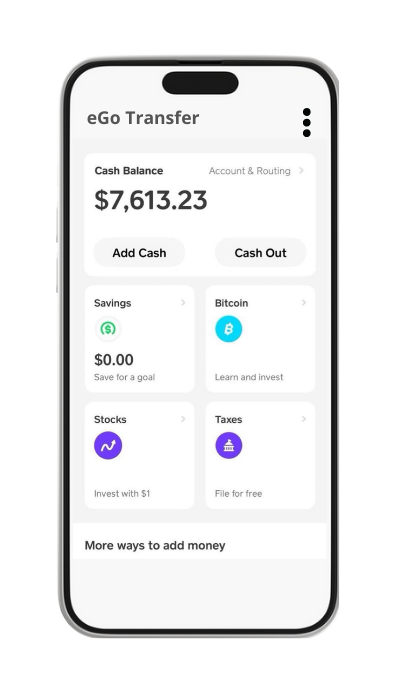 eGo Transfer
Cash Balance
Account & Routing
$7,613.23
Add Cash
Cash Out
Savings
Bitcoin
$0.00
Save for a goal
Learn and invest
Stocks
Taxes
Invest with $1
File for free
More ways to add money